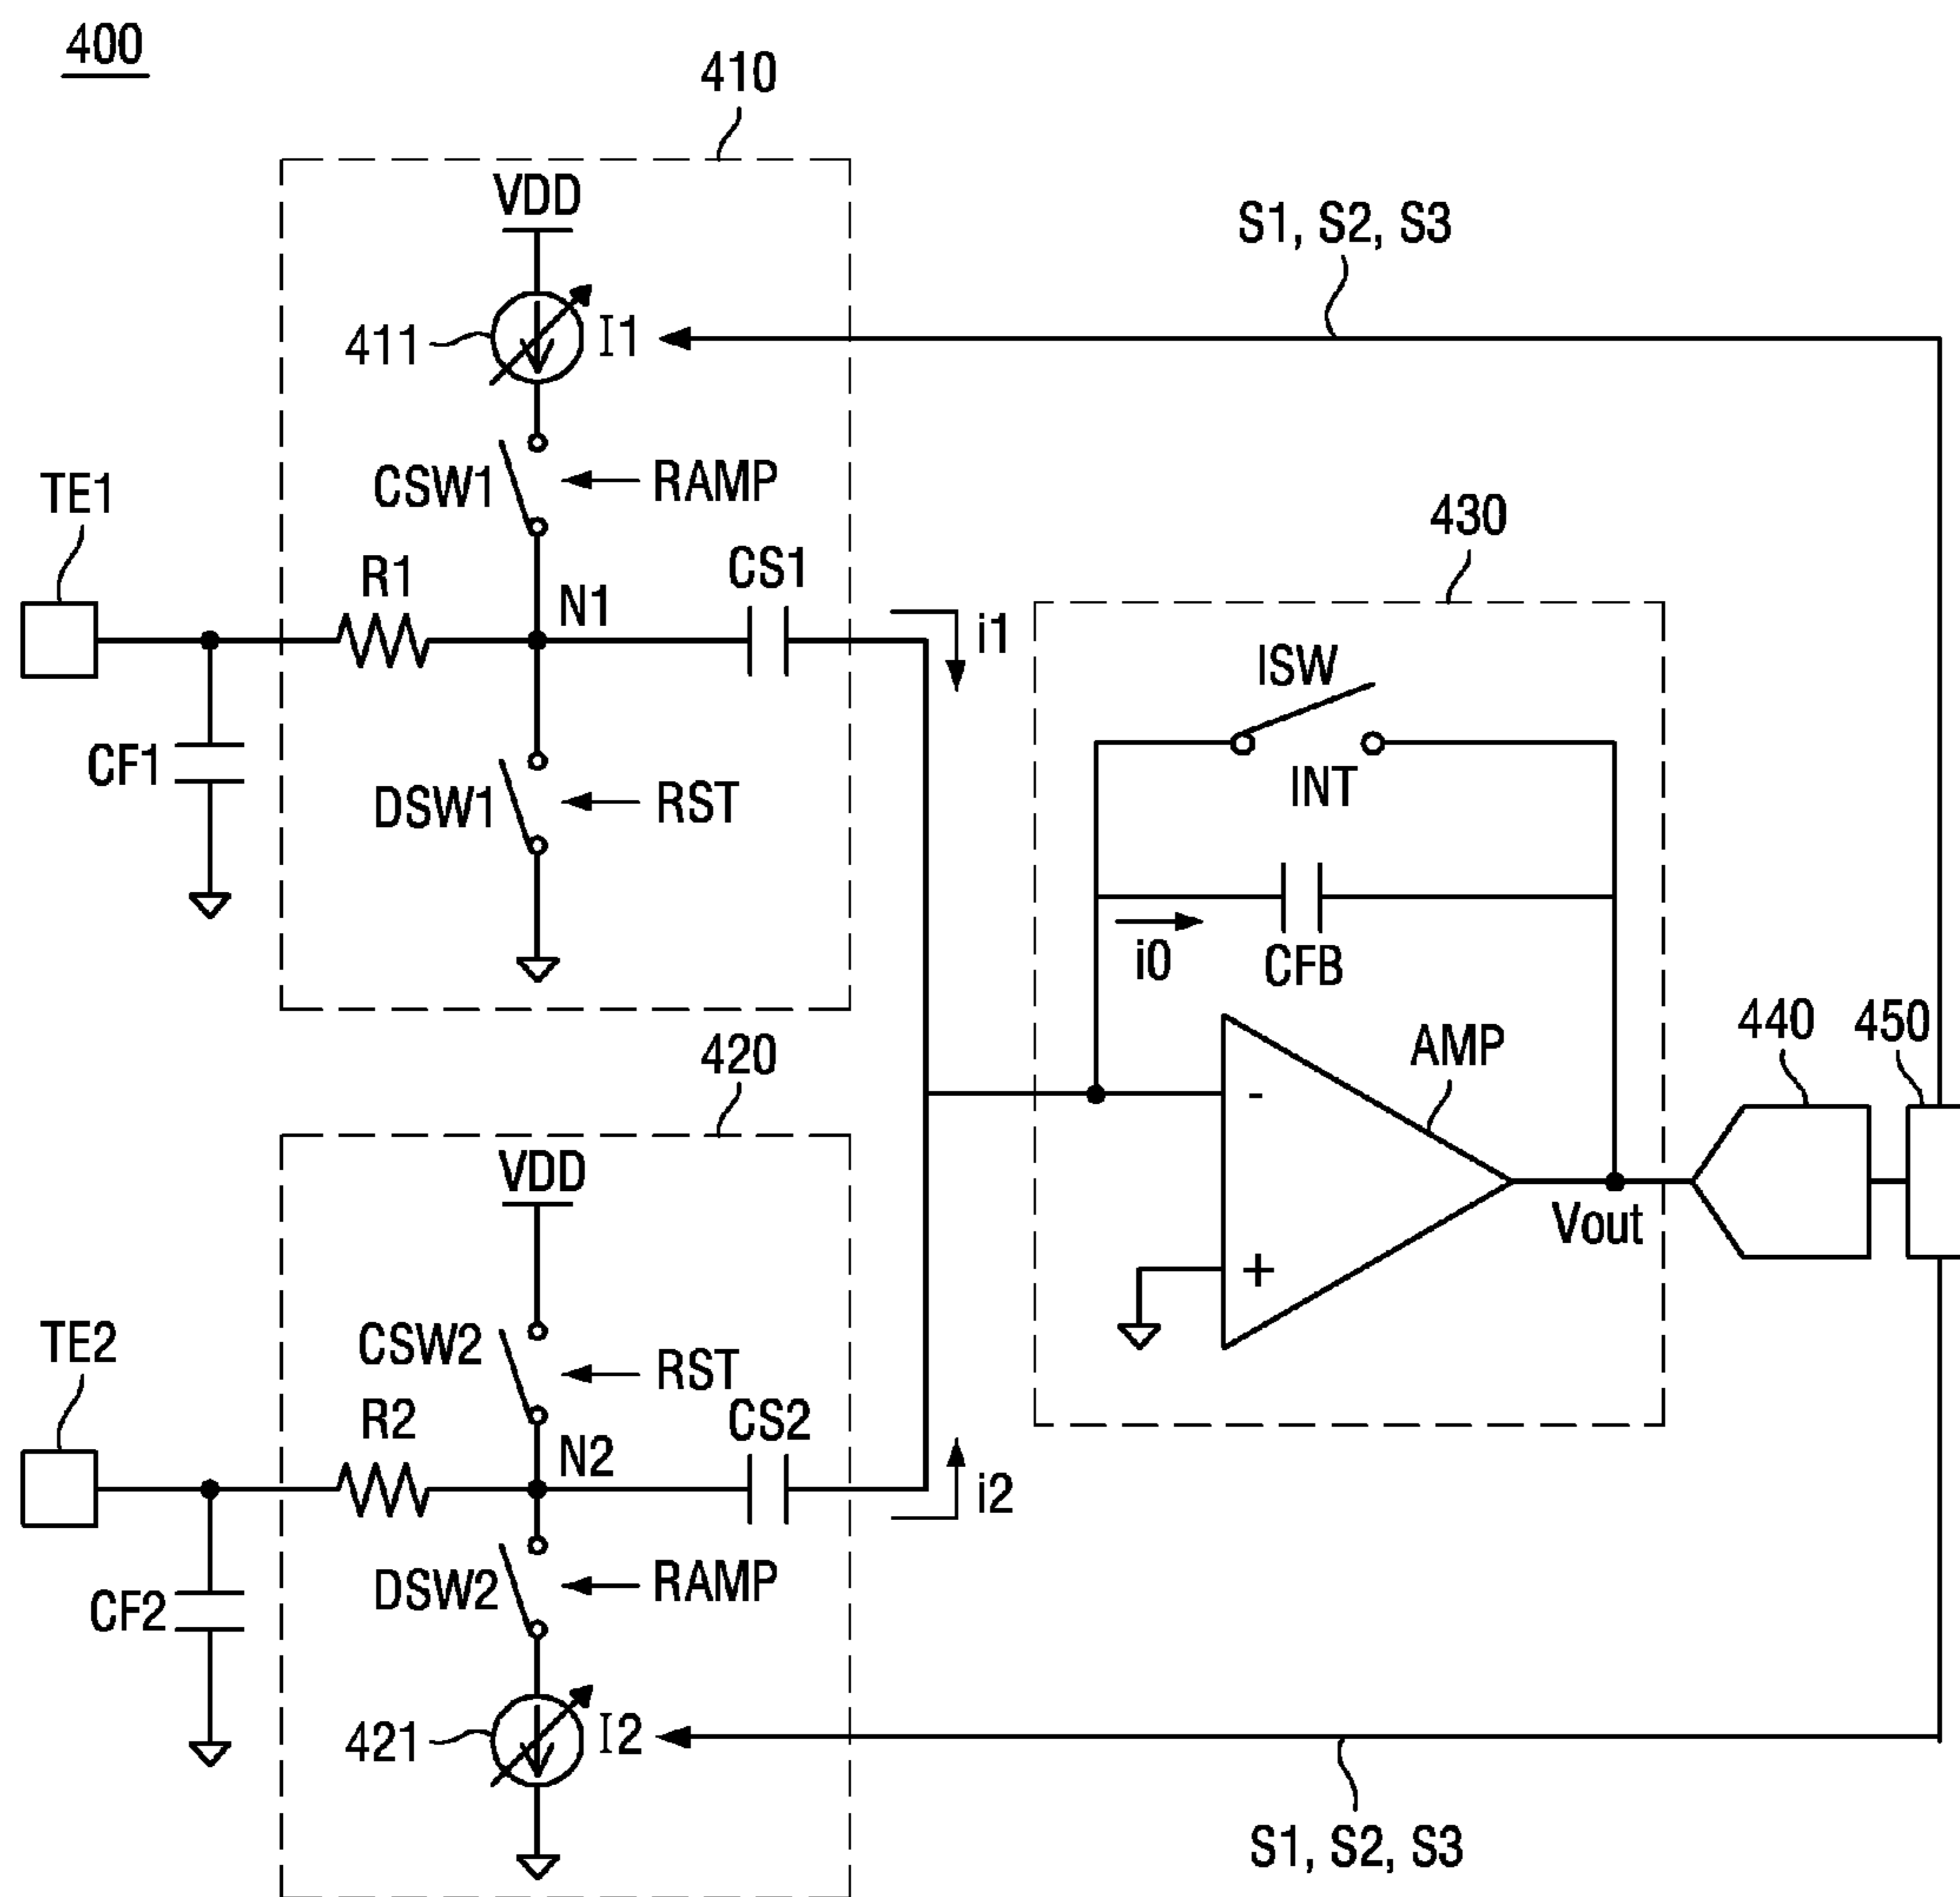 400
410
VDD
S1, S2, S3
411
I1
TE1
CSW1
RAMP
430
R1
N1
CS1
i1
ISW
CF1
DSW1
RST
INT
i0
CFB
440
450
420
AMP
VDD
Vout
-
+
TE2
CSW2
RST
R2
N2
CS2
i2
CF2
DSW2
RAMP
421
I2
S1, S2, S3